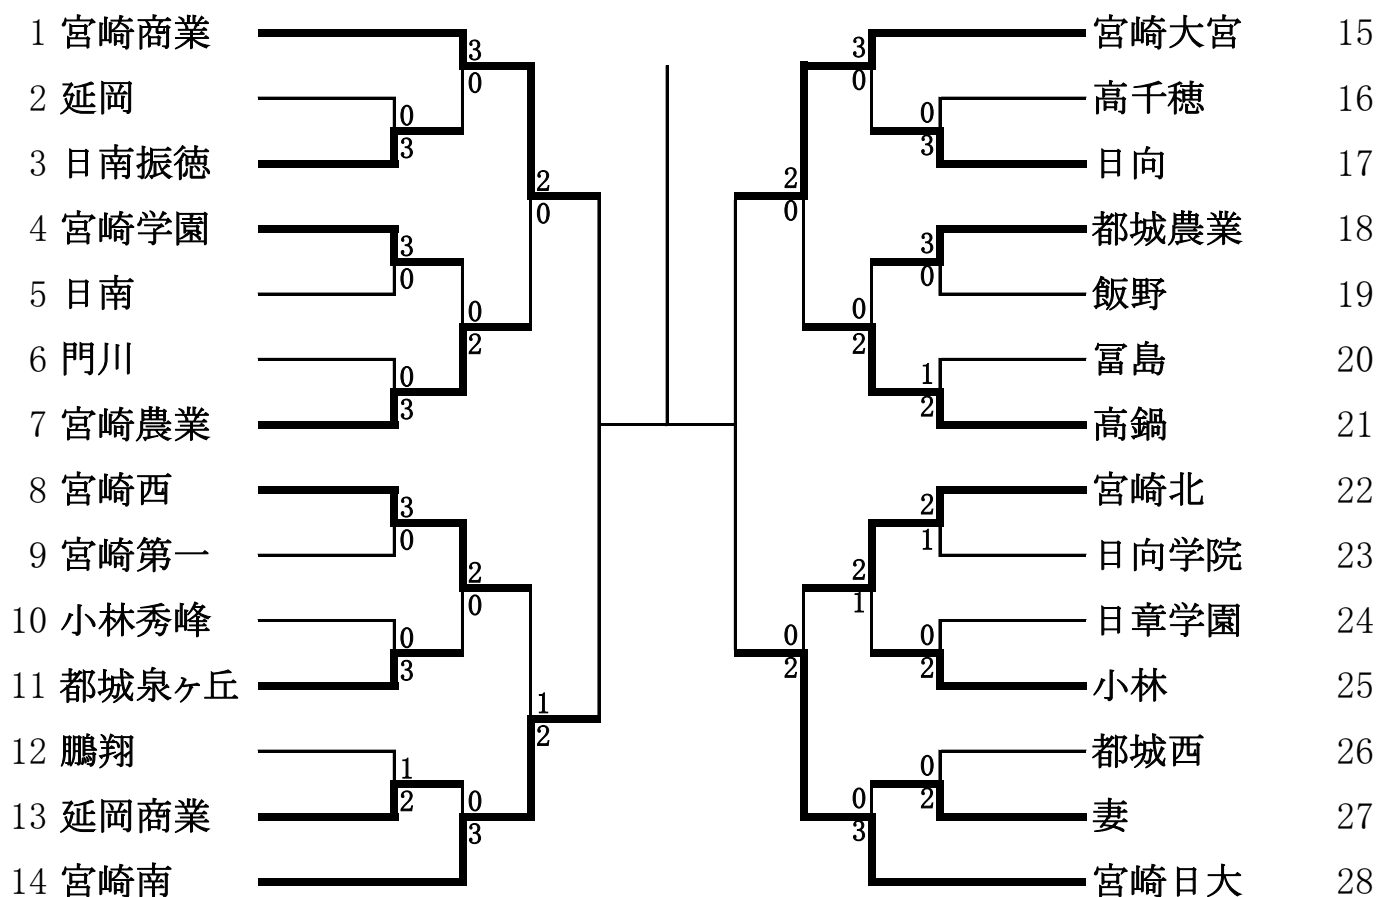 1 宮崎商業
2 延岡
3 日南振徳
4 宮崎学園
5 日南
6 門川
7 宮崎農業
8 宮崎西
9 宮崎第一
10 小林秀峰
11 都城泉ヶ丘
12 鵬翔
13 延岡商業
14 宮崎南
3
0
0
3
2
0
3
0
0
2
0
3
3
0
2
0
0
3
1
2
1
2
0
3
3
0
0
3
2
0
3
0
0
2
1
2
2
1
2
1
0
2
0
2
0
2
0
3
宮崎大宮 15
高千穂 16
日向 17
都城農業 18
飯野 19
冨島 20
高鍋 21
宮崎北 22
日向学院 23
日章学園 24
小林 25
都城西 26
妻 27
宮崎日大 28